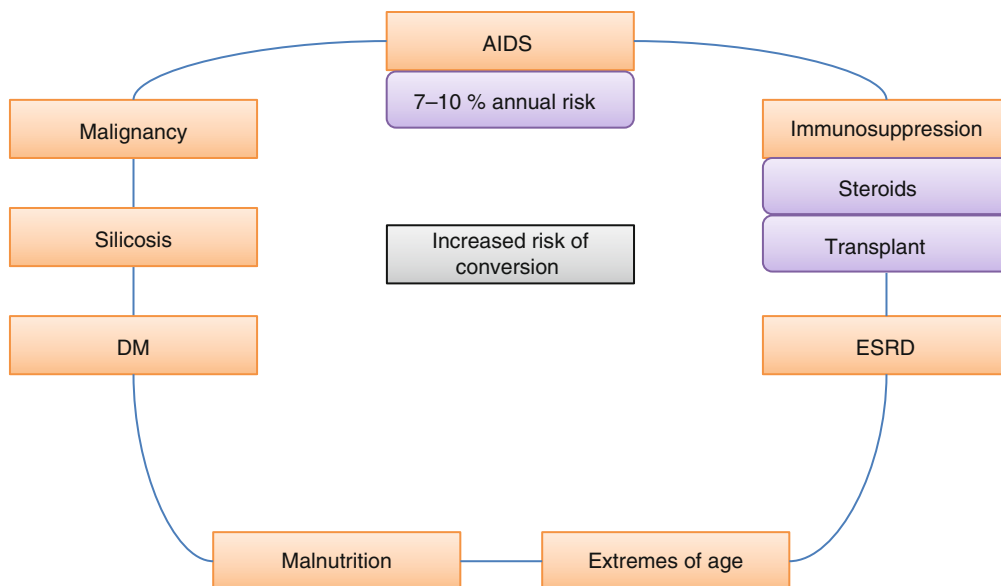 AIDS
7–10 % annual risk
Malignancy
Immunosuppression
Steroids
Silicosis
Transplant
Increased risk of
conversion
DM
ESRD
Malnutrition
Extremes of age